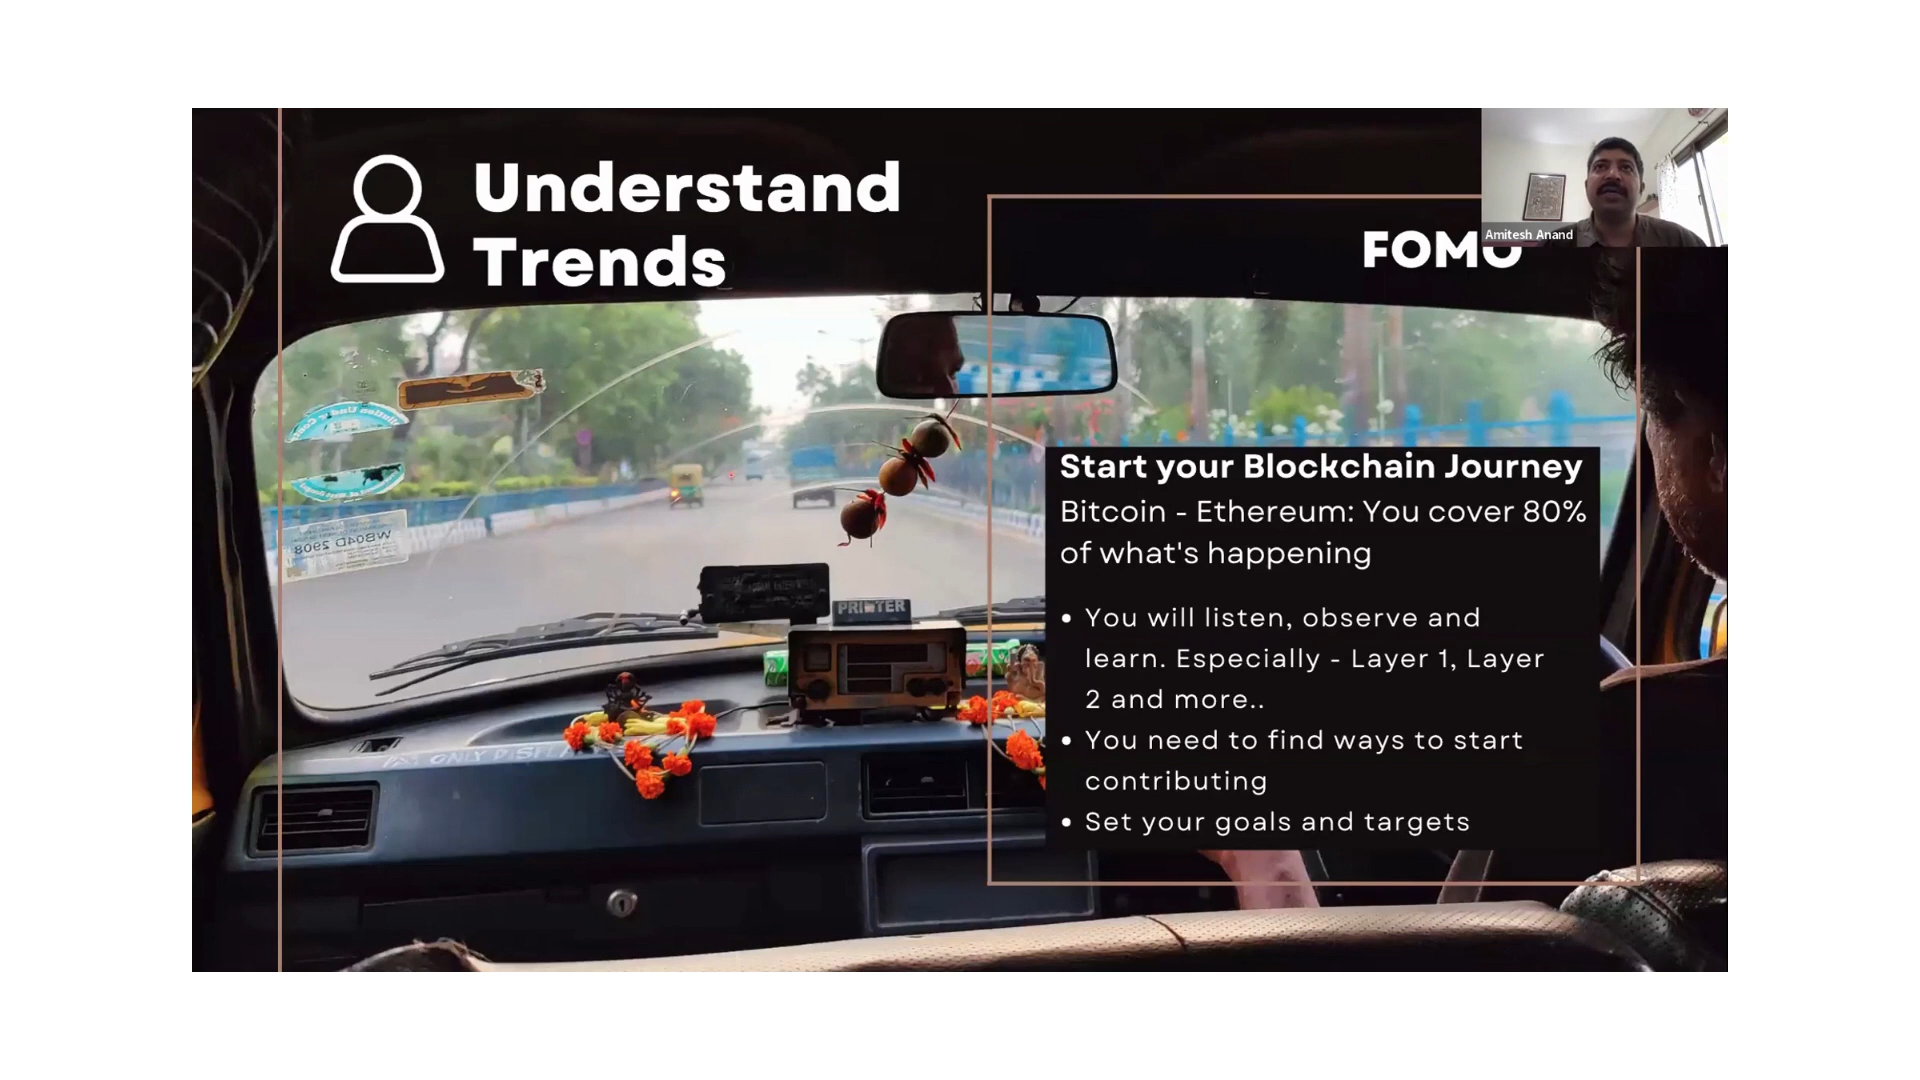 Understand
Trends
Amitesh Anand
FOMO
Start your Blockchain Journey
Bitcoin - Ethereum: You cover 80%
of what's happening
• You will listen, observe and
learn. Especially - Layer 1, Layer
2 and more..
• You need to find ways to start
contributing
• Set your goals and targets
WB04D 2908
PRINTER
ONLY